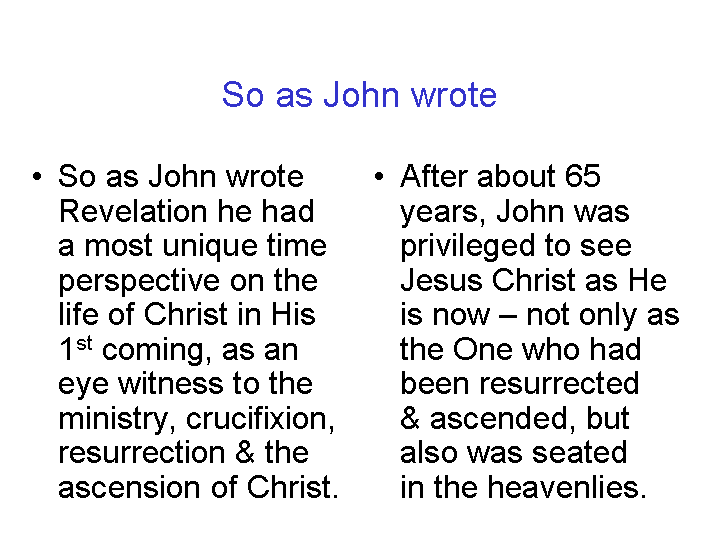 So as John wrote
• So as John wrote
Revelation he had
a most unique time
perspective on the
life of Christ in His
1st coming, as an
eye witness to the
ministry, crucifixion,
resurrection & the
ascension of Christ.
• After about 65
years, John was
privileged to see
Jesus Christ as He
is now – not only as
the One who had
been resurrected
& ascended, but
also was seated
in the heavenlies.